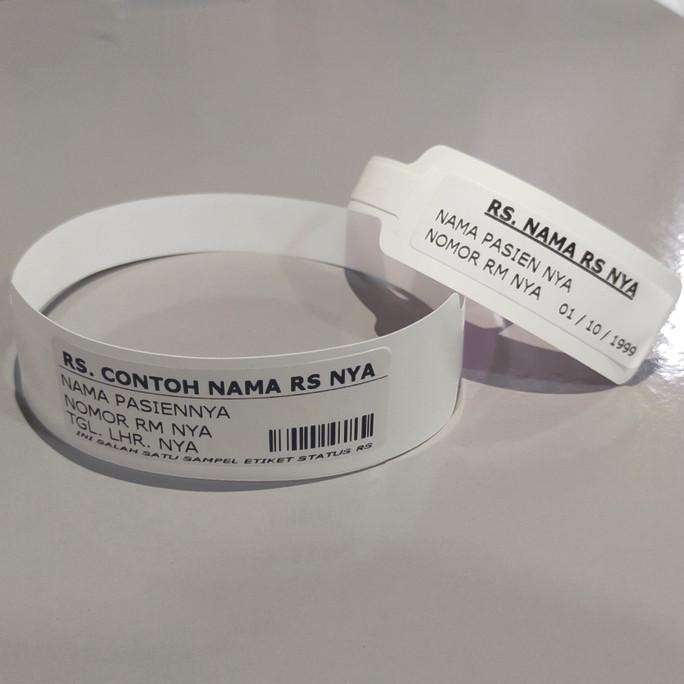 RS. NAMA RS NYA
NAMA PASIEN NYA
NOMOR RM NYA
01 / 10 / 1999
RS. CONTOH NAMA RS NYA
NAMA PASIENNYA
NOMOR RM NYA
TGL. LHR. NYA
INI SALAH SATU SAMPEL ETIKET STATUS RS